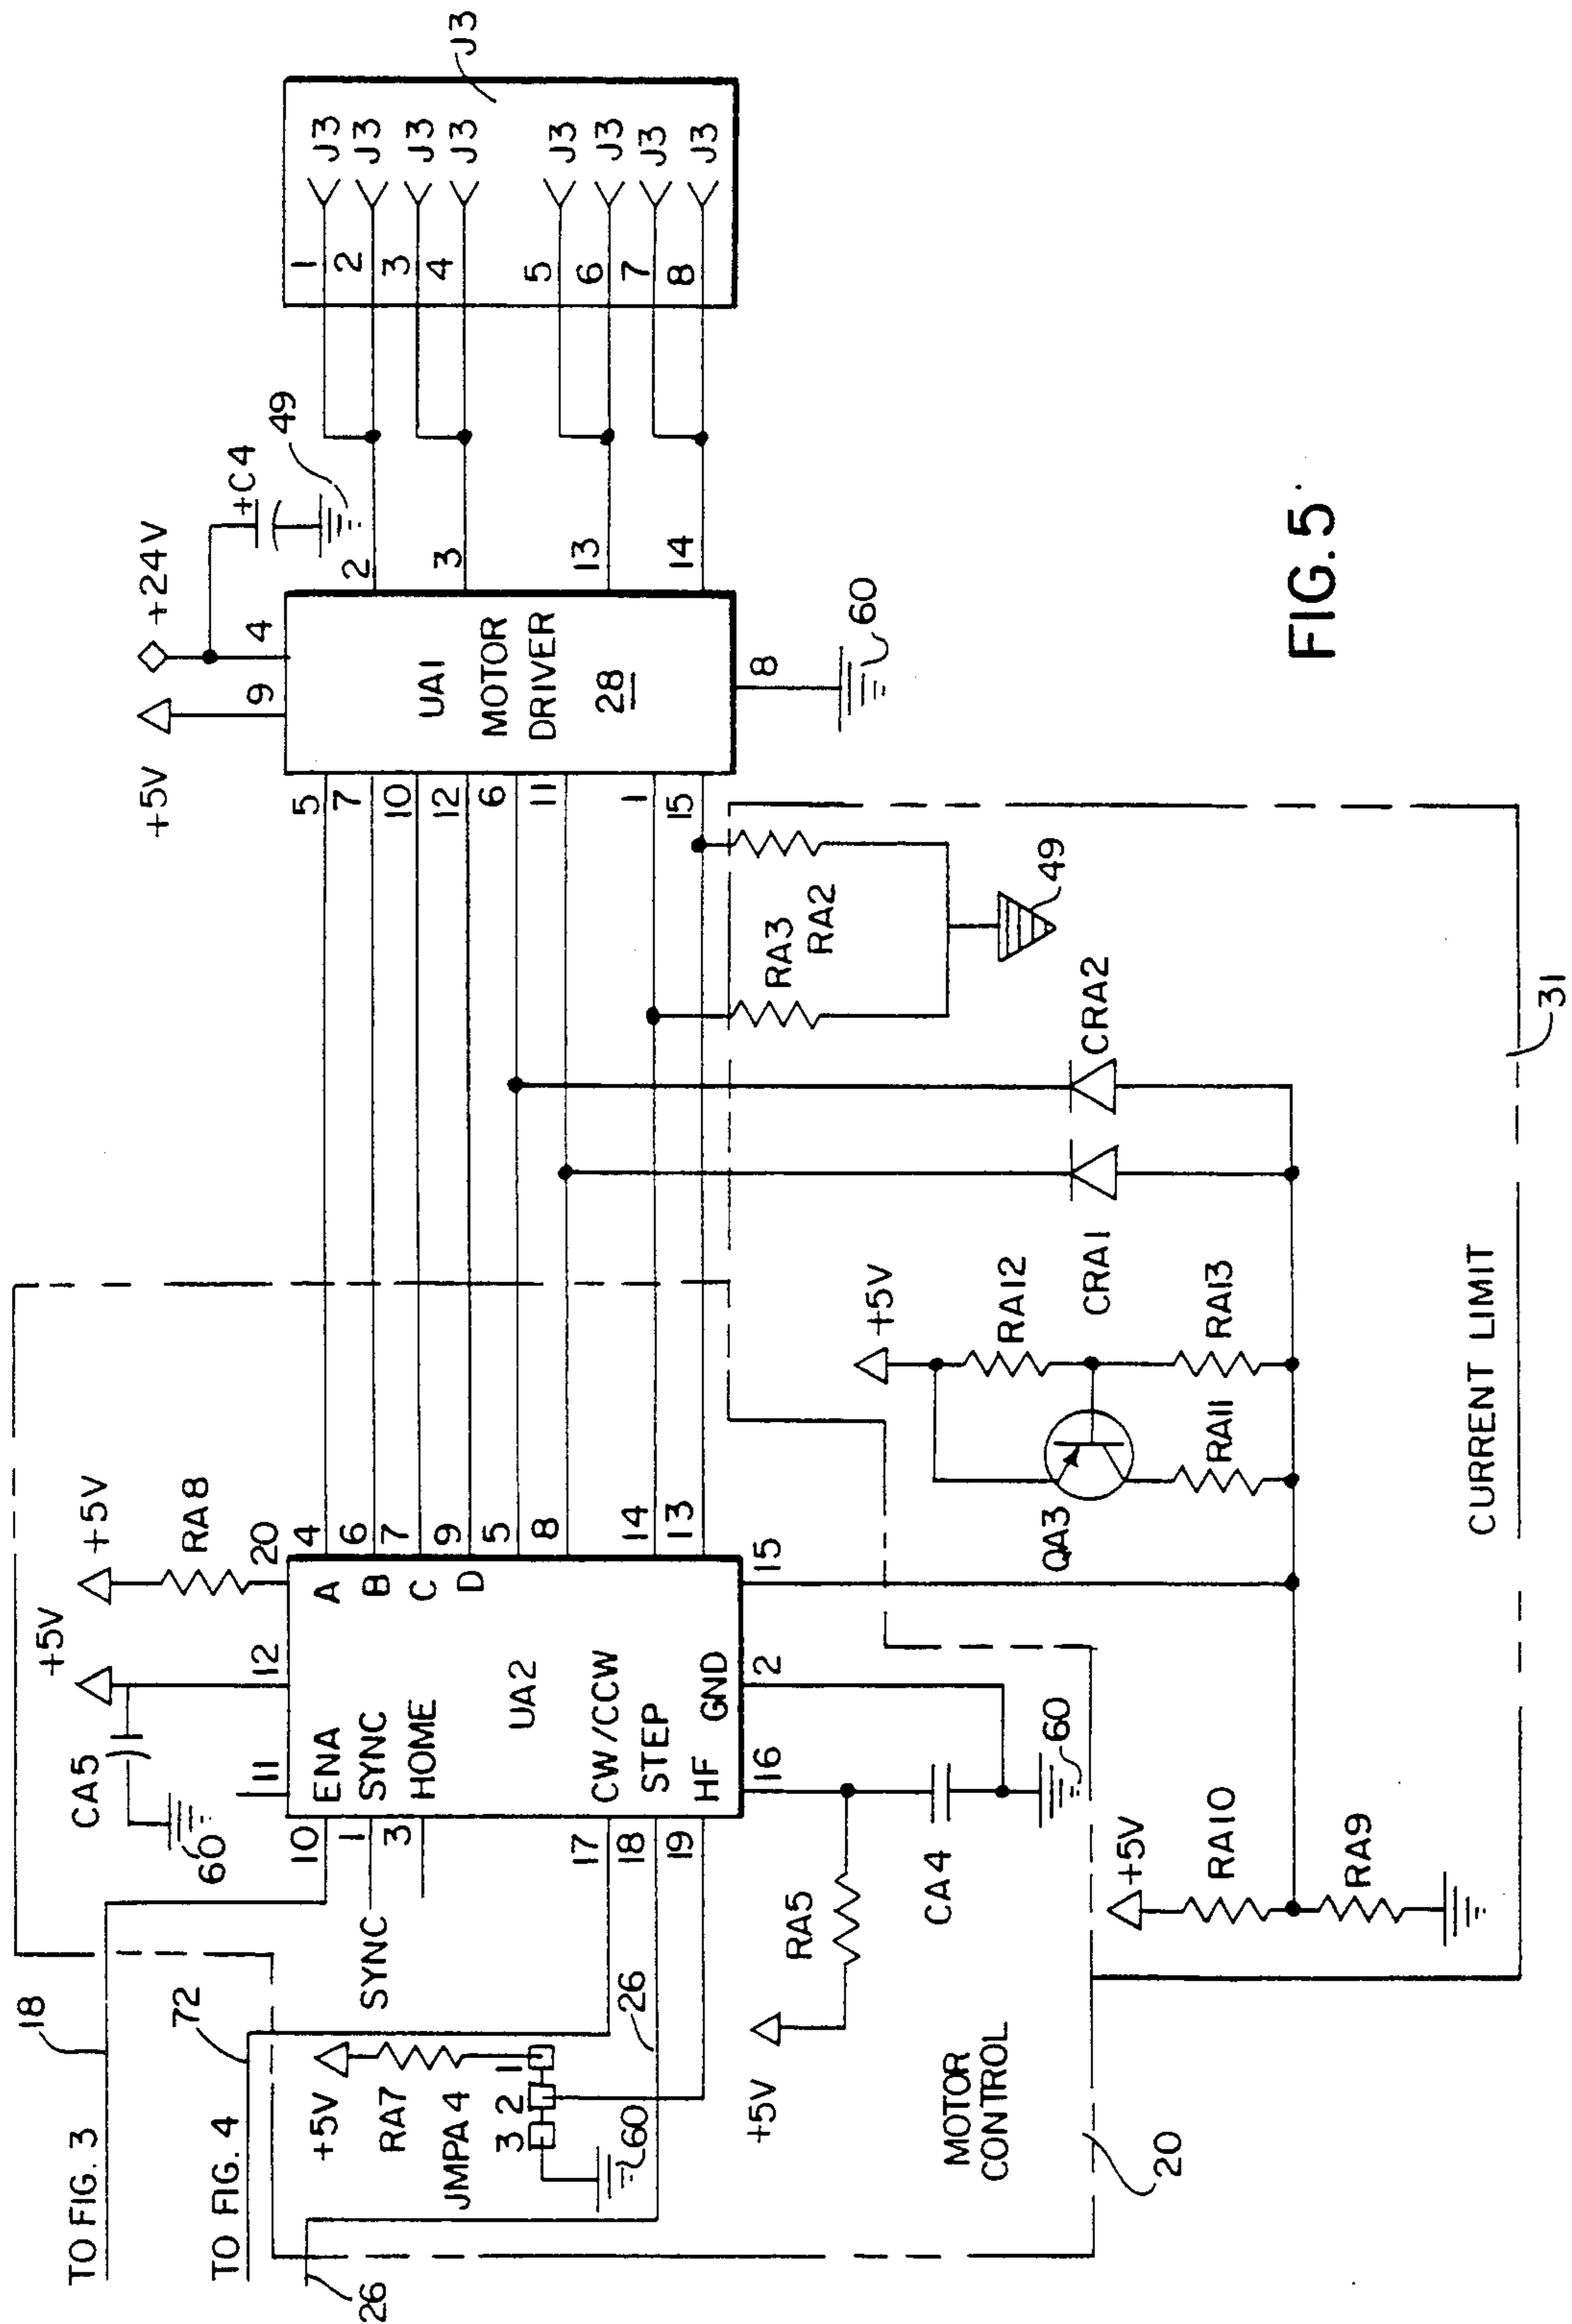 TO FIG. 3
18
TO FIG. 4
72
26
+5V
RA7
JMPA 4
3 2 1
60
26
SYNC
+5V
RA5
CA4
MOTOR
CONTROL
20
CA5
60
+5V
+5V
RA8
11
12
20
10
1
3
17
18
19
ENA
SYNC
HOME
CW/CCW
STEP
HF
GND
UA2
A
B
C
D
4
6
7
9
5
8
14
13
16
2
15
60
+5V
RA10
RA9
QA3
+5V
RA12
RA11
RA13
CRA1
CRA2
RA3
RA2
49
CURRENT LIMIT
31
+5V
+24V
+C4
49
9
4
5
7
10
12
6
11
1
15
UA1
MOTOR
DRIVER
28
8
60
2
3
13
14
1 J3
2 J3
3 J3
4 J3
5 J3
6 J3
7 J3
8 J3
J3
FIG. 5